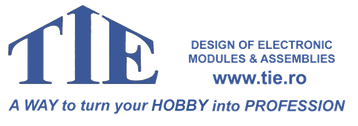 TIE
DESIGN OF ELECTRONIC
MODULES & ASSEMBLIES
www.tie.ro
A WAY to turn your HOBBY into PROFESSION